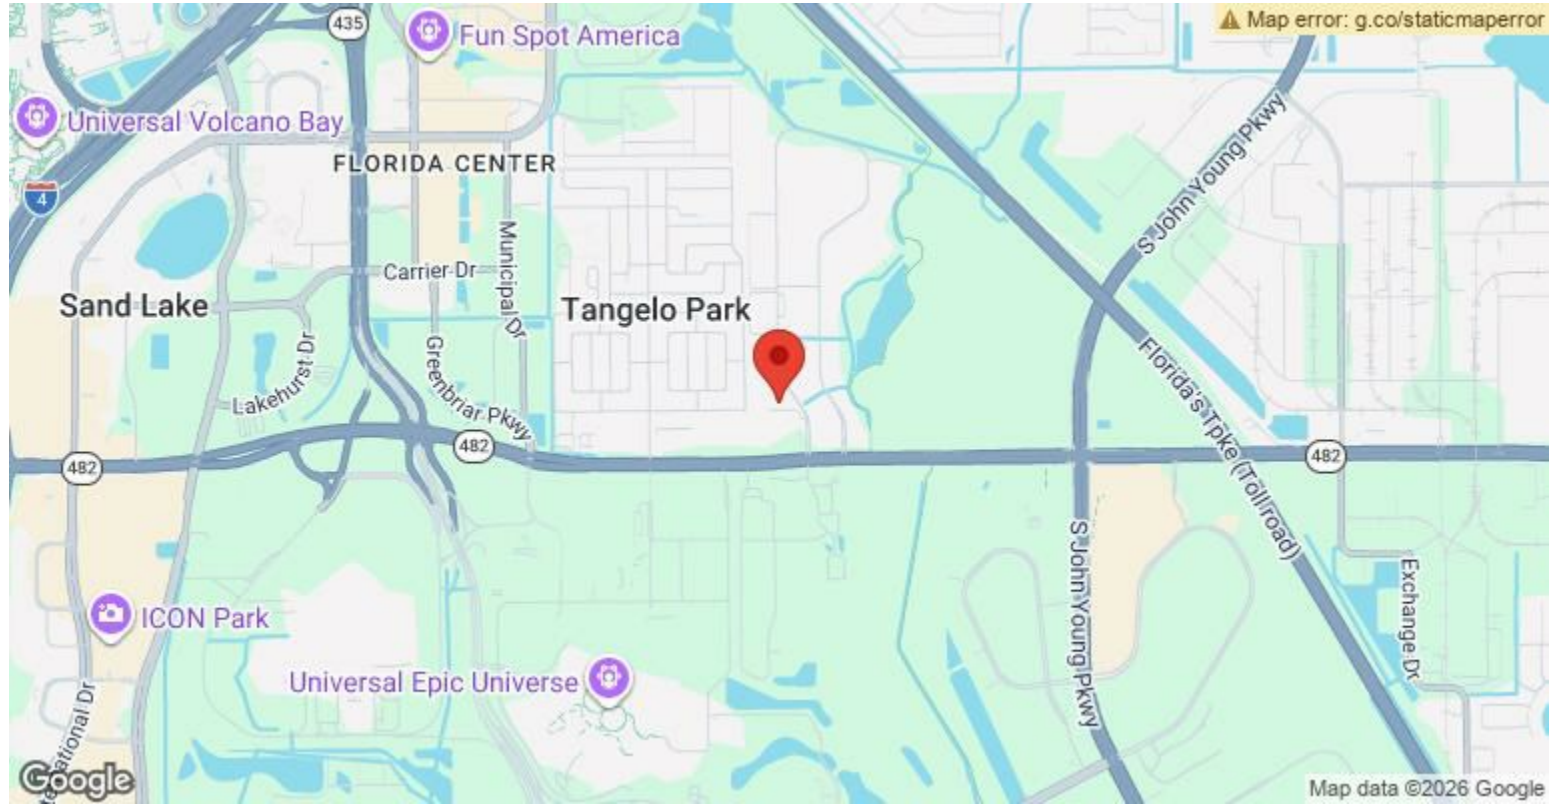 435
Fun Spot America
Map error: g.co/staticmaperror
Universal Volcano Bay
FLORIDA CENTER
4
S John Young Pkwy
Municipal Dr
Carrier Dr
Sand Lake
Tangelo Park
Lakehurst Dr
Greenbriar Pkwy
Florida's Tpke (Toll road)
482
482
482
S John Young Pkwy
Exchange Dr
ICON Park
Universal Epic Universe
Google
Map data ©2026 Google